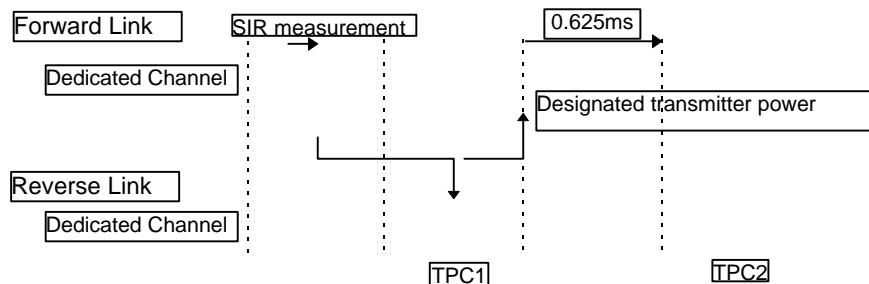 Forward Link
SIR measurement
0.625ms
Dedicated Channel
Designated transmitter power
Reverse Link
Dedicated Channel
TPC1
TPC2